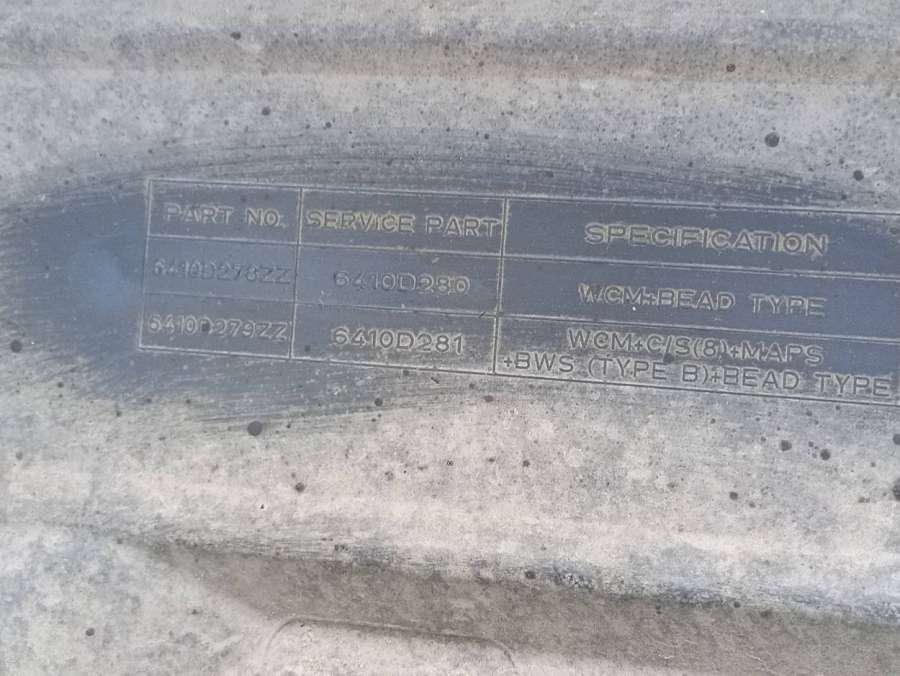 PART NO. SERVICE PART SPECIFICATION
6410D278ZZ 6410D280 WCM+BEAD TYPE
6410D279ZZ 6410D281 WCM+C/S(8)+MAPS
+BWS (TYPE B)+BEAD TYPE